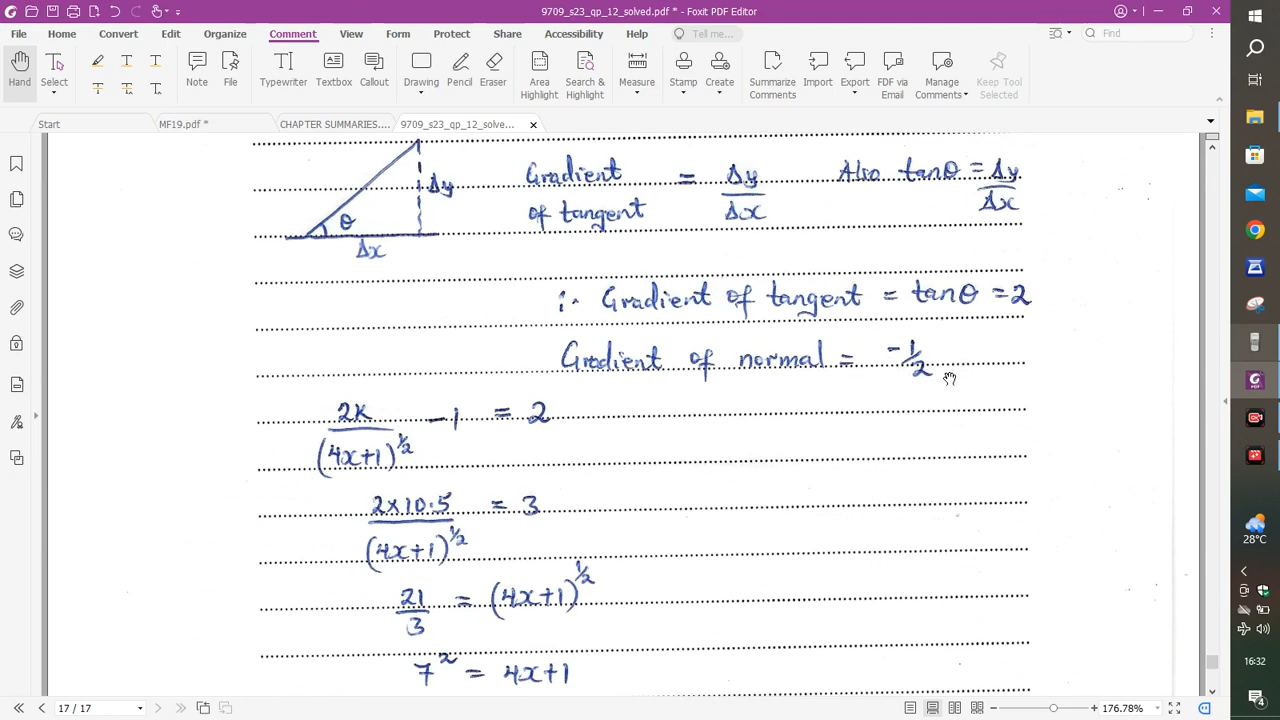 9709_s23_qp_12_solved.pdf * - Foxit PDF Editor
File Home Convert Edit Organize Comment View Form Protect Share Accessibility Help Tell me... Find
Hand Select Note File Typewriter Textbox Callout Drawing Pencil Eraser Area Highlight Search & Highlight Measure Stamp Create Summarize Comments Import Export FDF via Email Manage Comments Keep Tool Selected
Start MF19.pdf * CHAPTER SUMMARIES.... 9709_s23_qp_12_solve...
Gradient of tangent = Δy/Δx Also tanθ = Δy/Δx
θ Δy
Δx
∴ Gradient of tangent = tanθ = 2
Gradient of normal = -1/2
2K/(4x+1)^½ - 1 = 2
2×10.5/(4x+1)^½ = 3
21/3 = (4x+1)^½
7² = 4x+1
28°C
16:32
17 / 17 176.78%
4